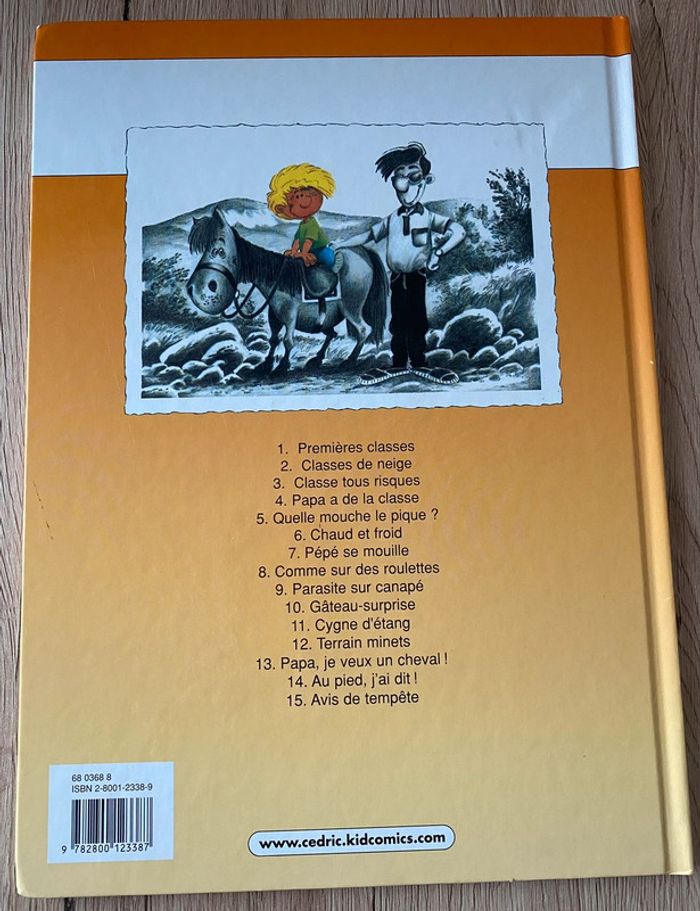 1. Premières classes
2. Classes de neige
3. Classe tous risques
4. Papa a de la classe
5. Quelle mouche le pique ?
6. Chaud et froid
7. Pépé se mouille
8. Comme sur des roulettes
9. Parasite sur canapé
10. Gâteau-surprise
11. Cygne d'étang
12. Terrain minets
13. Papa, je veux un cheval !
14. Au pied, j'ai dit !
15. Avis de tempête
68 0368 8
ISBN 2-8001-2338-9
9 782800 123387
www.cedric.kidcomics.com